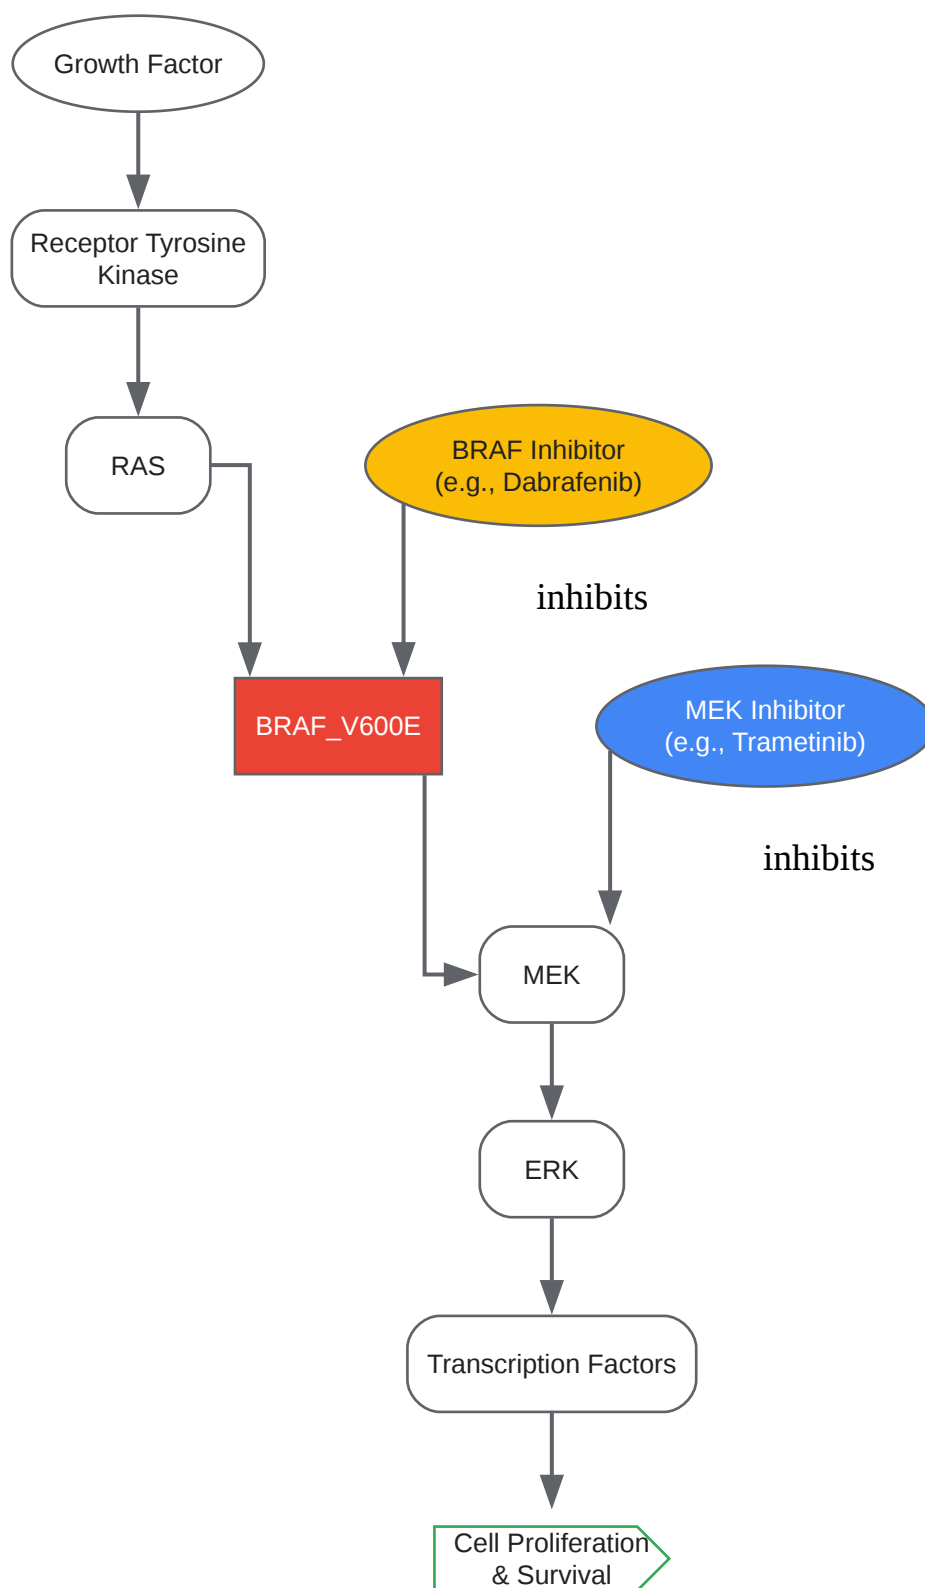 Growth Factor
Receptor Tyrosine
Kinase
RAS
BRAF Inhibitor
(e.g., Dabrafenib)
inhibits
BRAF_V600E
MEK Inhibitor
(e.g., Trametinib)
inhibits
MEK
ERK
Transcription Factors
Cell Proliferation
& Survival